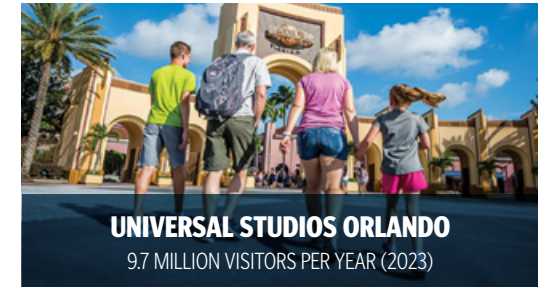 UNIVERSAL STUDIOS ORLANDO
9.7 MILLION VISITORS PER YEAR (2023)